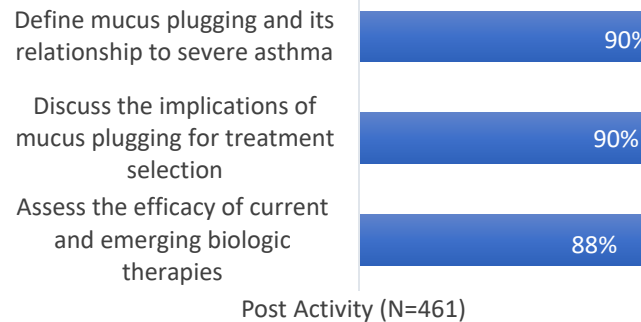 Define mucus plugging and its
relationship to severe asthma
90%
Discuss the implications of
mucus plugging for treatment
selection
90%
Assess the efficacy of current
and emerging biologic
therapies
88%
Post Activity (N=461)